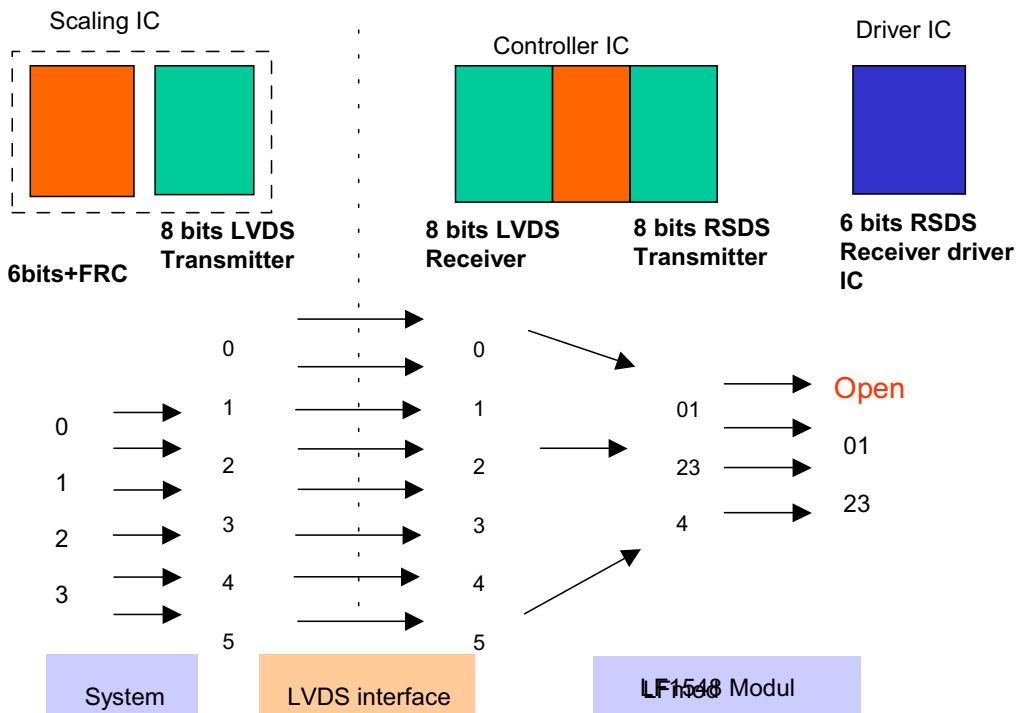 Scaling IC
Controller IC
Driver IC
8 bits LVDS
Transmitter
6bits+FRC
8 bits LVDS
Receiver
8 bits RSDS
Transmitter
6 bits RSDS
Receiver driver
IC
0
1
2
3
0
1
2
3
4
5
0
1
2
3
4
5
01
23
4
Open
01
23
System
LVDS interface
Modul